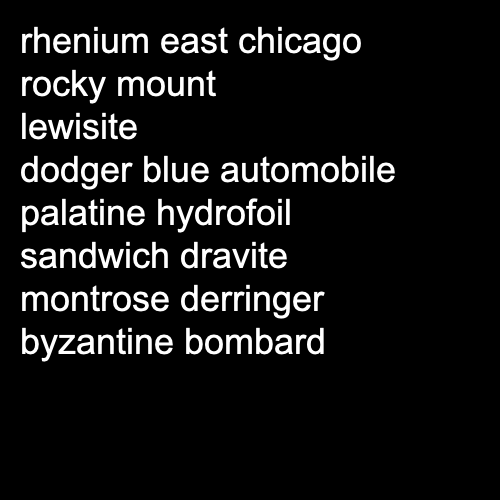 rhenium east chicago
rocky mount
lewisite
dodger blue automobile
palatine hydrofoil
sandwich dravite
montrose derringer
byzantine bombard